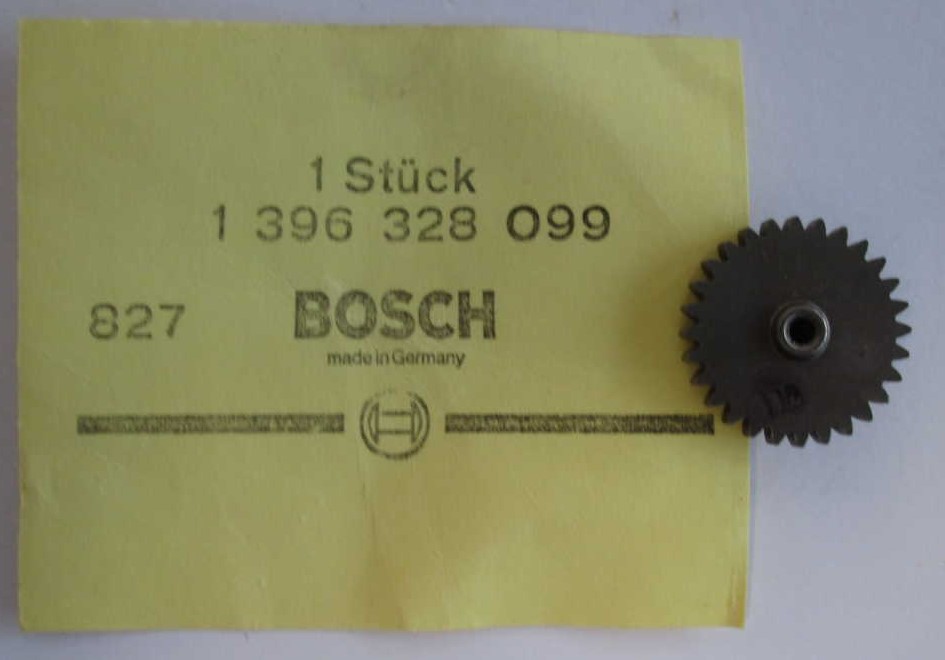 1 Stück
1 396 328 099
827 BOSCH
made in Germany